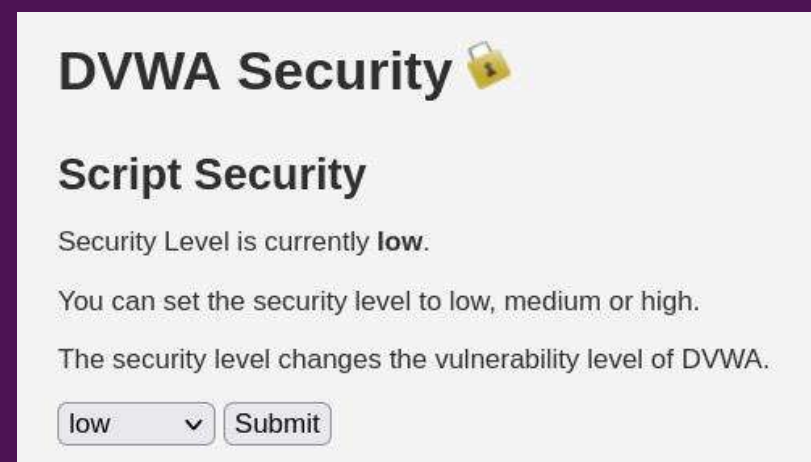 DVWA Security
Script Security
Security Level is currently low.
You can set the security level to low, medium or high.
The security level changes the vulnerability level of DVWA.
low Submit